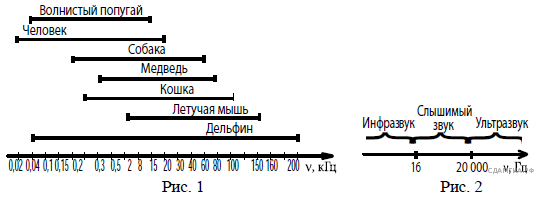 Волнистый попугай
Человек
Собака
Медведь
Кошка
Летучая мышь
Дельфин
0,02 0,04 0,1 0,15 0,2 0,3 0,5 2 8 15 20 30 40 60 80 100 150 160 200 ν, кГц
Рис. 1
Инфразвук Слышимый звук Ультразвук
16 20 000 ν, Гц
Рис. 2